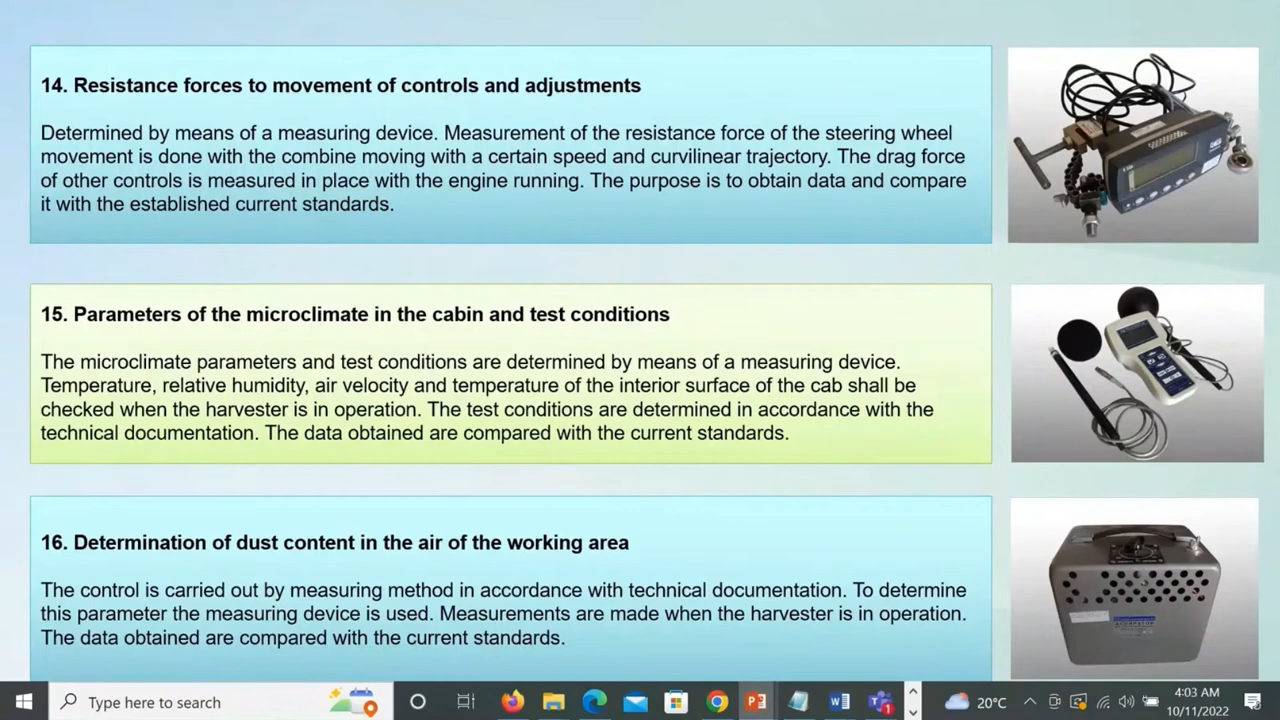 14. Resistance forces to movement of controls and adjustments
Determined by means of a measuring device. Measurement of the resistance force of the steering wheel
movement is done with the combine moving with a certain speed and curvilinear trajectory. The drag force
of other controls is measured in place with the engine running. The purpose is to obtain data and compare
it with the established current standards.
15. Parameters of the microclimate in the cabin and test conditions
The microclimate parameters and test conditions are determined by means of a measuring device.
Temperature, relative humidity, air velocity and temperature of the interior surface of the cab shall be
checked when the harvester is in operation. The test conditions are determined in accordance with the
technical documentation. The data obtained are compared with the current standards.
16. Determination of dust content in the air of the working area
The control is carried out by measuring method in accordance with technical documentation. To determine
this parameter the measuring device is used. Measurements are made when the harvester is in operation.
The data obtained are compared with the current standards.
Type here to search
20°C
4:03 AM
10/11/2022